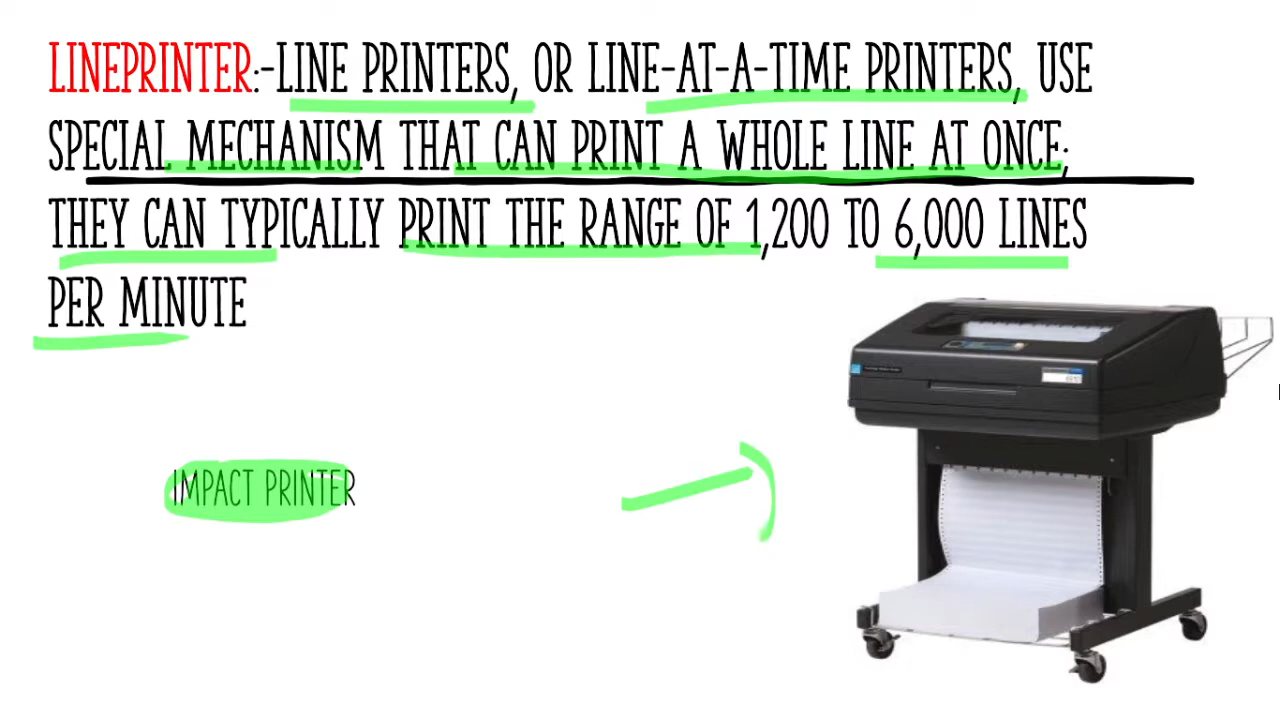 LINEPRINTER:-LINE PRINTERS, OR LINE-AT-A-TIME PRINTERS, USE
SPECIAL MECHANISM THAT CAN PRINT A WHOLE LINE AT ONCE;
THEY CAN TYPICALLY PRINT THE RANGE OF 1,200 TO 6,000 LINES
PER MINUTE
IMPACT PRINTER